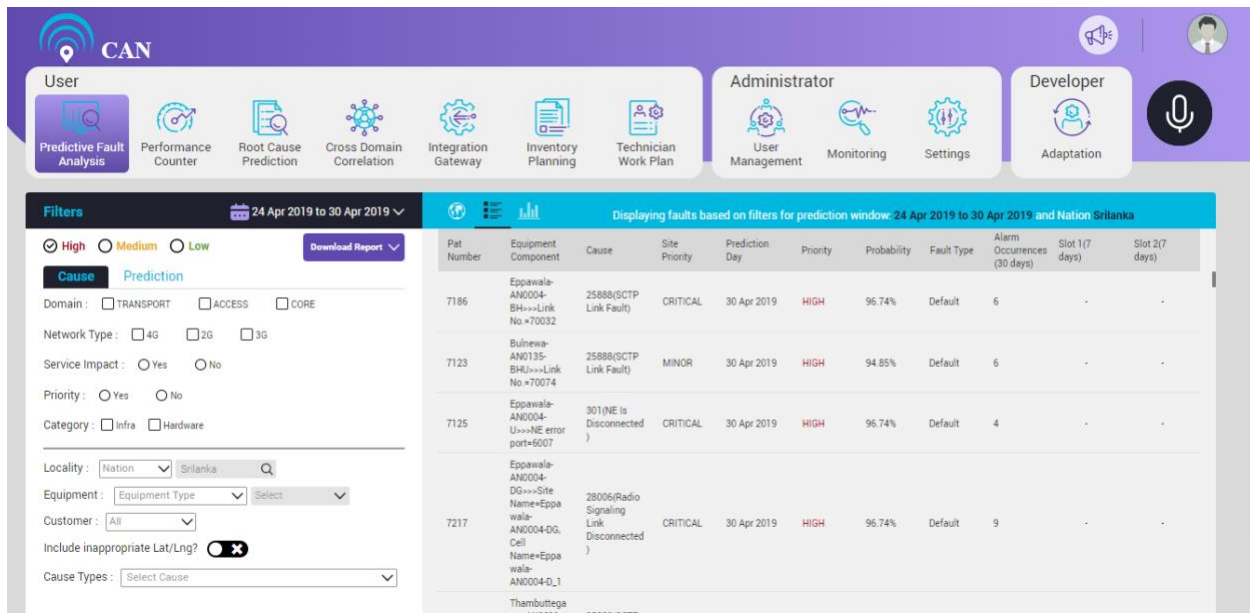 CAN
User
Administrator
Developer
Predictive Fault
Analysis
Performance
Counter
Root Cause
Prediction
Cross Domain
Correlation
Integration
Gateway
Inventory
Planning
Technician
Work Plan
User
Management
Monitoring
Settings
Adaptation
Filters
24 Apr 2019 to 30 Apr 2019
High Medium Low
Download Report
Cause Prediction
Domain : TRANSPORT ACCESS CORE
Network Type : 4G 2G 3G
Service Impact : Yes No
Priority : Yes No
Category : Infra Hardware
Locality : Nation Srilanka
Equipment : Equipment Type Select
Customer : All
Include inappropriate Lat/Lng?
Cause Types : Select Cause
Displaying faults based on filters for prediction window: 24 Apr 2019 to 30 Apr 2019 and Nation Srilanka
Pat
Number
Equipment
Component
Cause
Site
Priority
Prediction
Day
Priority
Probability
Fault Type
Alarm
Occurrences
(30 days)
Slot 1(7
days)
Slot 2(7
days)
7186
Eppawala-
AN0004-
BH>>>Link
No.=70032
25888(SCTP
Link Fault)
CRITICAL
30 Apr 2019
HIGH
96.74%
Default
6
-
-
7123
Bulnewa-
AN0135-
BHU>>>Link
No.=70074
25888(SCTP
Link Fault)
MINOR
30 Apr 2019
HIGH
94.85%
Default
6
-
-
7125
Eppawala-
AN0004-
U>>>NE error
port=6007
301(NE Is
Disconnected
)
CRITICAL
30 Apr 2019
HIGH
96.74%
Default
4
-
-
7217
Eppawala-
AN0004-
DG>>>Site
Name=Eppa
wala-
AN0004-DG,
Cell
Name=Eppa
wala-
AN0004-D_1
28006(Radio
Signaling
Link
Disconnected
)
CRITICAL
30 Apr 2019
HIGH
96.74%
Default
9
-
-
Thambuttega